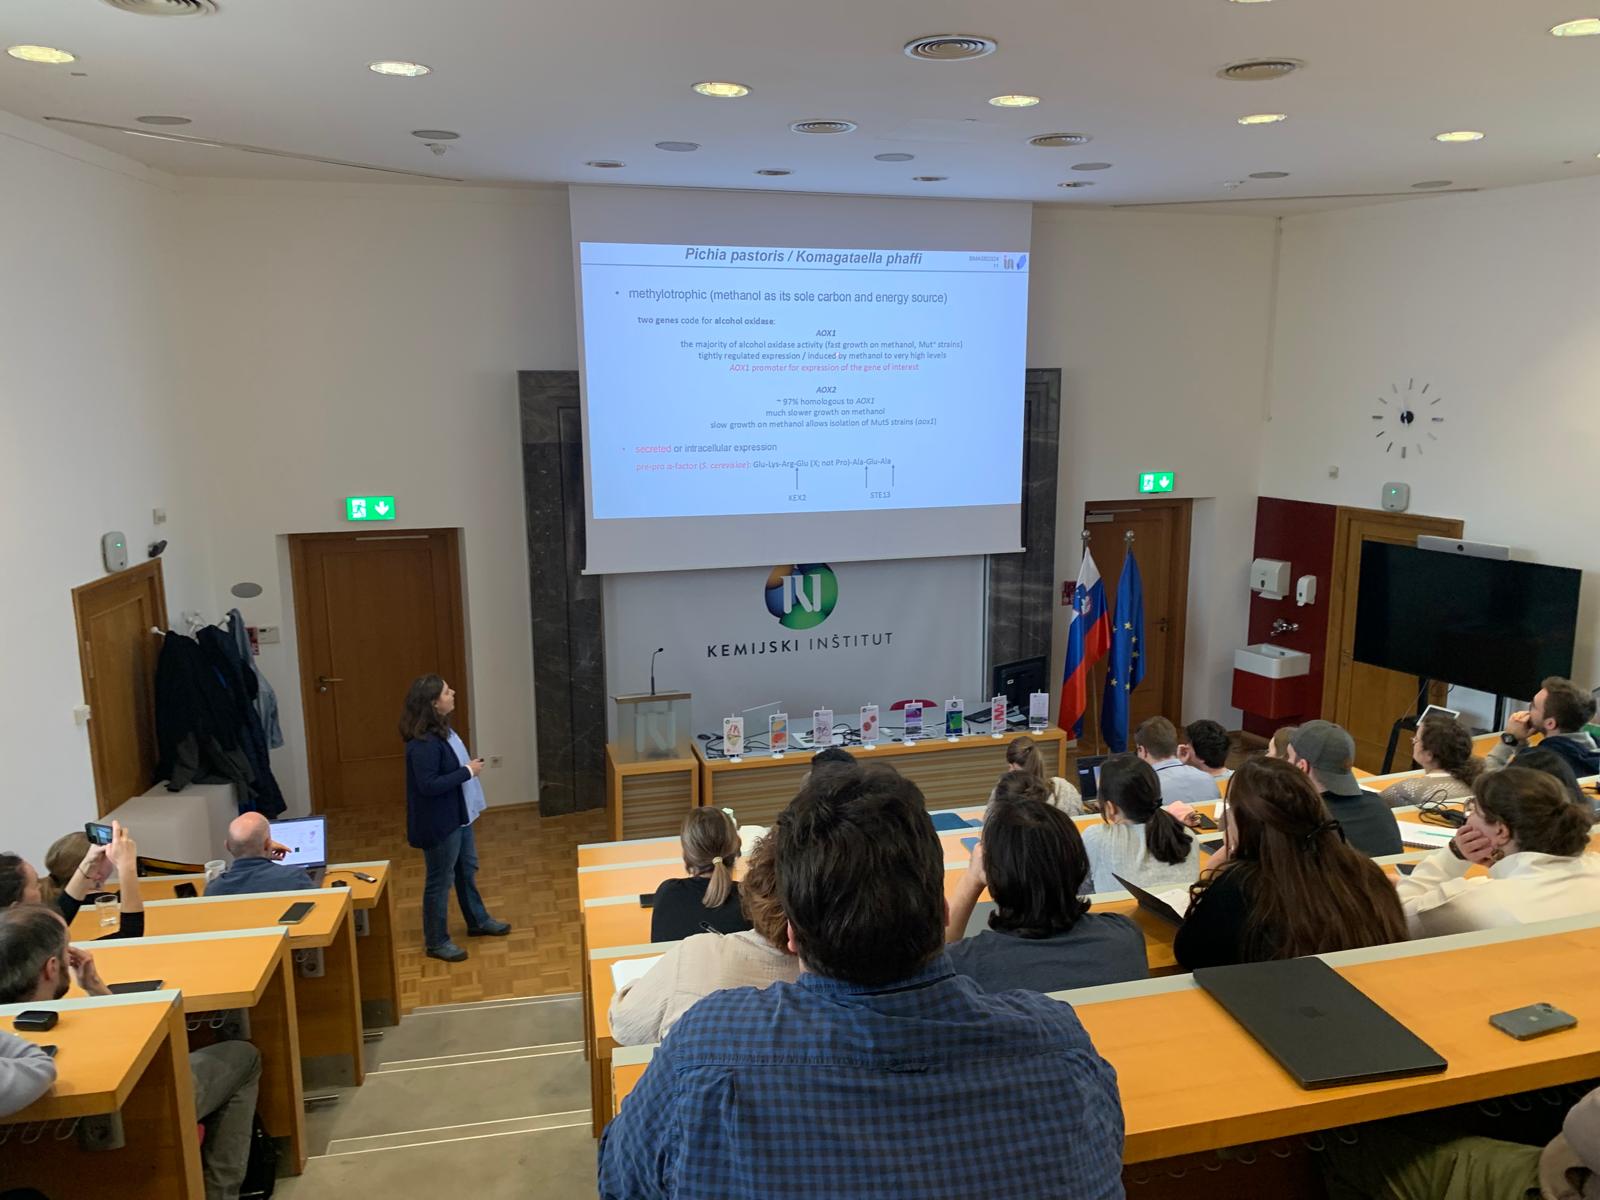 Pichia pastoris / Komagataella phaffi
• methylotrophic (methanol as its sole carbon and energy source)
two genes code for alcohol oxidase:
AOX1
the majority of alcohol oxidase activity (fast growth on methanol, Mut⁺ strains)
tightly regulated expression / induced by methanol to very high levels
AOX1 promoter for expression of the gene of interest
AOX2
~ 97% homologous to AOX1
much slower growth on methanol
slow growth on methanol allows isolation of MutS strains (aox1)
• secreted or intracellular expression
pre-pro α-factor (S. cerevisiae): Glu-Lys-Arg-Glu (X; not Pro)-Ala-Glu-Ala
KEX2 STE13
KEMIJSKI INŠTITUT